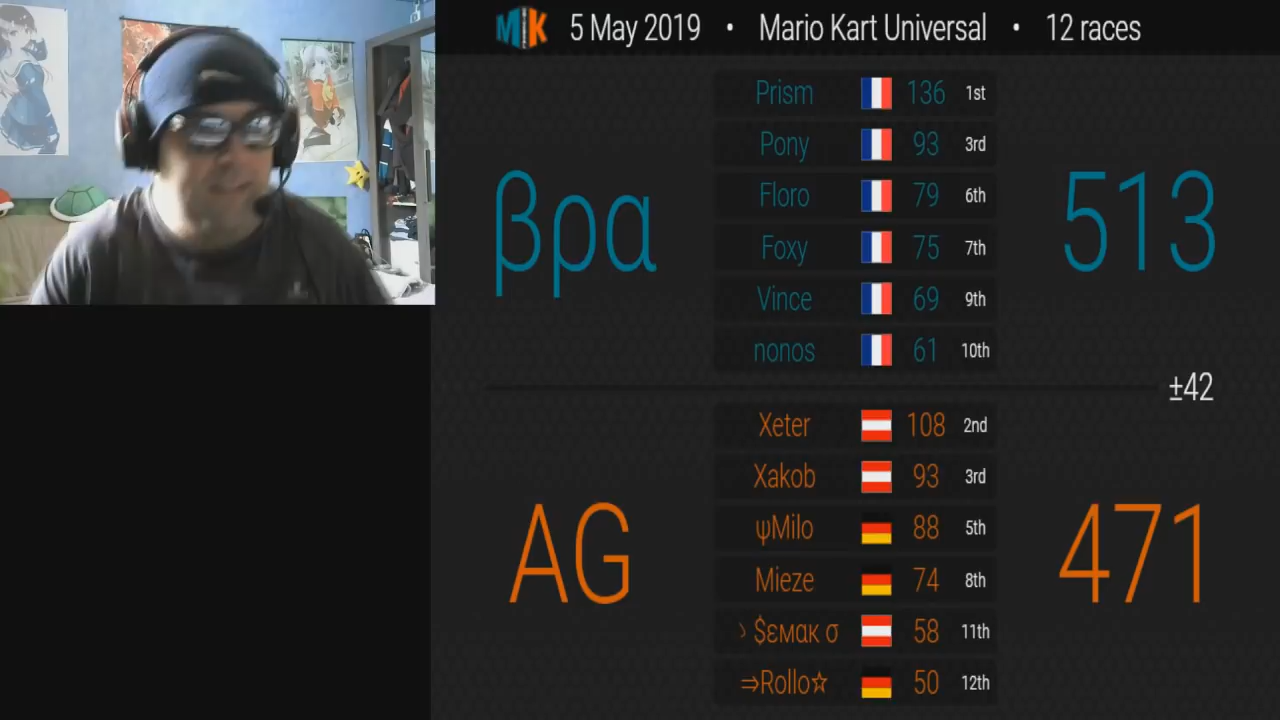 MK 5 May 2019 • Mario Kart Universal • 12 races
βρα
Prism 136 1st
Pony 93 3rd
Floro 79 6th
Foxy 75 7th
Vince 69 9th
nonos 61 10th
513
±42
AG
Xeter 108 2nd
Xakob 93 3rd
ψMilo 88 5th
Mieze 74 8th
$εмaκ σ 58 11th
⇒Rollo☆ 50 12th
471